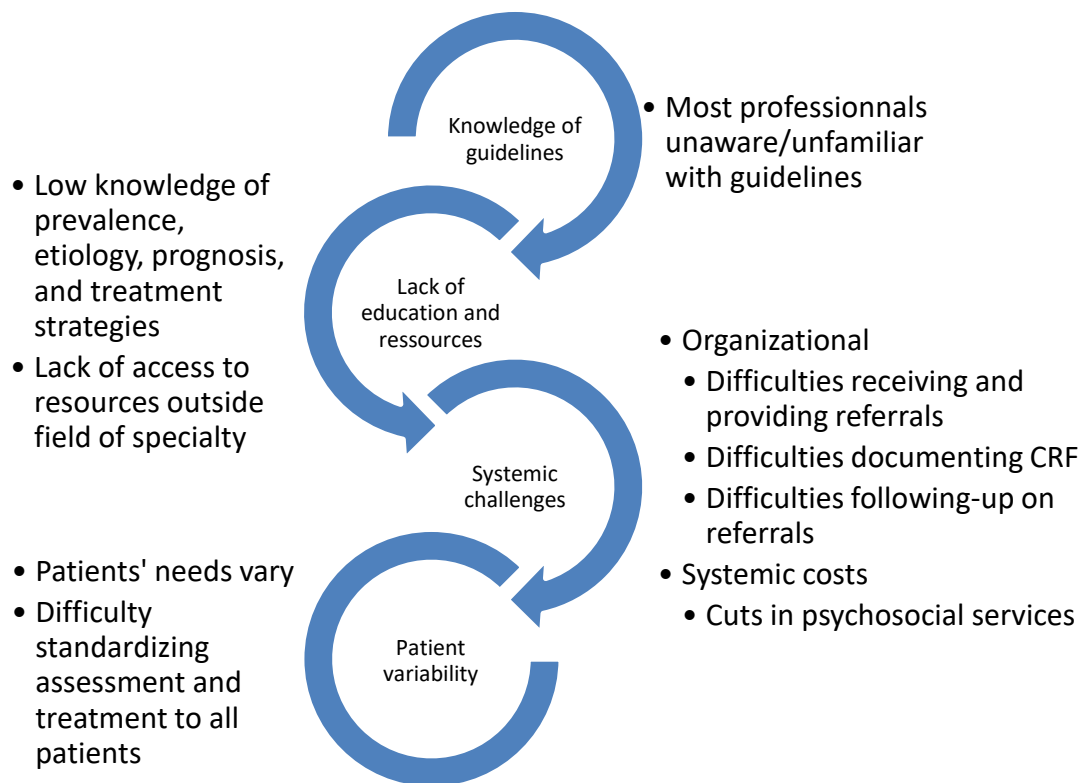 Knowledge of
guidelines
• Most professionnals
unaware/unfamiliar
with guidelines
• Low knowledge of
prevalence,
etiology, prognosis,
and treatment
strategies
• Lack of access to
resources outside
field of specialty
Lack of
education and
ressources
• Organizational
• Difficulties receiving and
providing referrals
• Difficulties documenting CRF
• Difficulties following-up on
referrals
• Systemic costs
• Cuts in psychosocial services
Systemic
challenges
• Patients' needs vary
• Difficulty
standardizing
assessment and
treatment to all
patients
Patient
variability